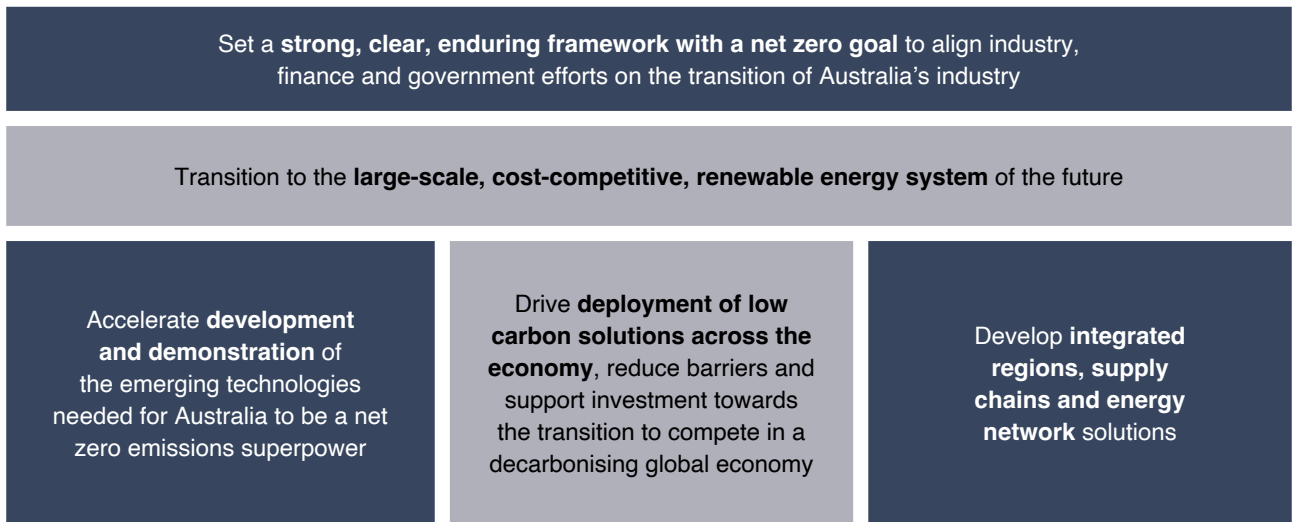 Set a strong, clear, enduring framework with a net zero goal to align industry,
finance and government efforts on the transition of Australia's industry
Transition to the large-scale, cost-competitive, renewable energy system of the future
Accelerate development
and demonstration of
the emerging technologies
needed for Australia to be a net
zero emissions superpower
Drive deployment of low
carbon solutions across the
economy, reduce barriers and
support investment towards
the transition to compete in a
decarbonising global economy
Develop integrated
regions, supply
chains and energy
network solutions